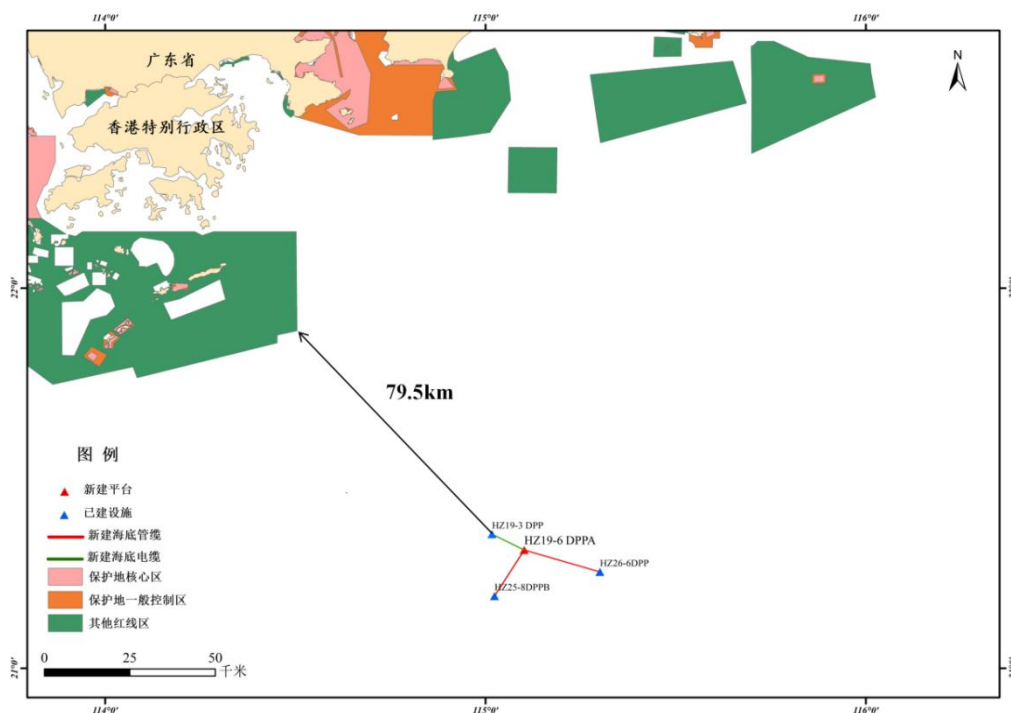 114°0′
115°0′
116°0′
广东省
N
香港特别行政区
22°0′
22°0′
79.5km
图 例
新建平台
已建设施
新建海底管缆
新建海底电缆
保护地核心区
保护地一般控制区
其他红线区
HZ19-3 DPP
HZ19-6 DPPA
HZ26-6DPP
HZ25-8DPPB
0
25
50
千米
21°0′
21°0′
114°0′
115°0′
116°0′